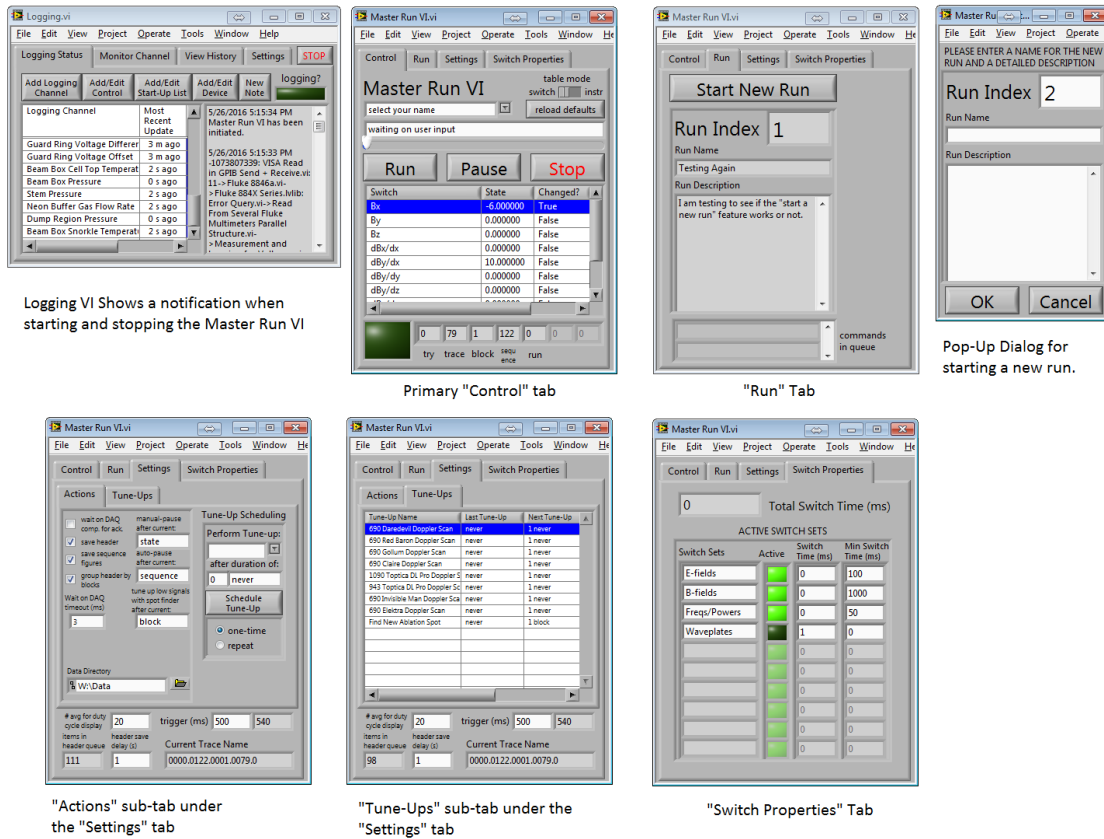 Logging.vi
File Edit View Project Operate Tools Window Help
Logging Status Monitor Channel View History Settings STOP
Add Logging Channel Add/Edit Control Add/Edit Start-Up List Add/Edit Device New Note logging?
Logging Channel Most Recent Update
Guard Ring Voltage Differer 3 m ago
Guard Ring Voltage Offset 3 m ago
Beam Box Cell Top Temperat 2 s ago
Beam Box Pressure 0 s ago
Stem Pressure 2 s ago
Neon Buffer Gas Flow Rate 2 s ago
Dump Region Pressure 0 s ago
Beam Box Snorkle Temperati 2 s ago
5/26/2016 5:15:34 PM
Master Run VI has been
initiated.
5/26/2016 5:15:33 PM
-1073807339: VISA Read
in GPIB Send + Receive.vi:
11->Fluke 8846a.vi-
>Fluke 884X Series.lvlib:
Error Query.vi->Read
From Several Fluke
Multimeters Parallel
Structure.vi-
>Measurement and
Logging VI Shows a notification when
starting and stopping the Master Run VI
Master Run VI.vi
File Edit View Project Operate Tools Window He
Control Run Settings Switch Properties
Master Run VI
table mode
switch instr
select your name
reload defaults
waiting on user input
Run Pause Stop
Switch State Changed?
Bx -6.000000 True
By 0.000000 False
Bz 0.000000 False
dBx/dx 0.000000 False
dBy/dx 10.000000 False
dBy/dy 0.000000 False
dBy/dz 0.000000 False
0 79 1 122 0 0 0
try trace block sequence run
Primary "Control" tab
Master Run VI.vi
File Edit View Project Operate Tools Window He
Control Run Settings Switch Properties
Start New Run
Run Index 1
Run Name
Testing Again
Run Description
I am testing to see if the "start a
new run" feature works or not.
commands
in queue
"Run" Tab
Master Ru
File Edit View Project Operate
PLEASE ENTER A NAME FOR THE NEW
RUN AND A DETAILED DESCRIPTION
Run Index 2
Run Name
Run Description
OK Cancel
Pop-Up Dialog for
starting a new run.
Master Run VI.vi
File Edit View Project Operate Tools Window He
Control Run Settings Switch Properties
Actions Tune-Ups
wait on DAQ
comp. for ack.
save header
save sequence
figures
group header by
blocks
Wait on DAQ
timeout (ms)
3
manual-pause
after current:
state
auto-pause
after current:
sequence
tune up low signals
with spot finder
after current:
block
Tune-Up Scheduling
Perform Tune-up:
after duration of:
0 never
Schedule
Tune-Up
one-time
repeat
Data Directory
W:\Data
# avg for duty
cycle display 20 trigger (ms) 500 540
items in
header queue
header save
delay (s)
Current Trace Name
111 1 0000.0122.0001.0079.0
"Actions" sub-tab under
the "Settings" tab
Master Run VI.vi
File Edit View Project Operate Tools Window He
Control Run Settings Switch Properties
Actions Tune-Ups
Tune-Up Name Last Tune-Up Next Tune-Up
690 Daredevil Doppler Scan never 1 never
690 Red Baron Doppler Scan never 1 never
690 Gollum Doppler Scan never 1 never
690 Claire Doppler Scan never 1 never
1090 Toptica DL Pro Doppler S never 1 never
943 Toptica DL Pro Doppler Sc never 1 never
690 Invisible Man Doppler Sca never 1 never
690 Elektra Doppler Scan never 1 never
Find New Ablation Spot never 1 block
# avg for duty
cycle display 20 trigger (ms) 500 540
items in
header queue
header save
delay (s)
Current Trace Name
98 1 0000.0122.0001.0079.0
"Tune-Ups" sub-tab under the
"Settings" tab
Master Run VI.vi
File Edit View Project Operate Tools Window He
Control Run Settings Switch Properties
0 Total Switch Time (ms)
ACTIVE SWITCH SETS
Switch Sets Active Switch Time (ms) Min Switch Time (ms)
E-fields 0 100
B-fields 0 1000
Freqs/Powers 0 50
Waveplates 1 0
0 0
0 0
0 0
0 0
0 0
0 0
"Switch Properties" Tab